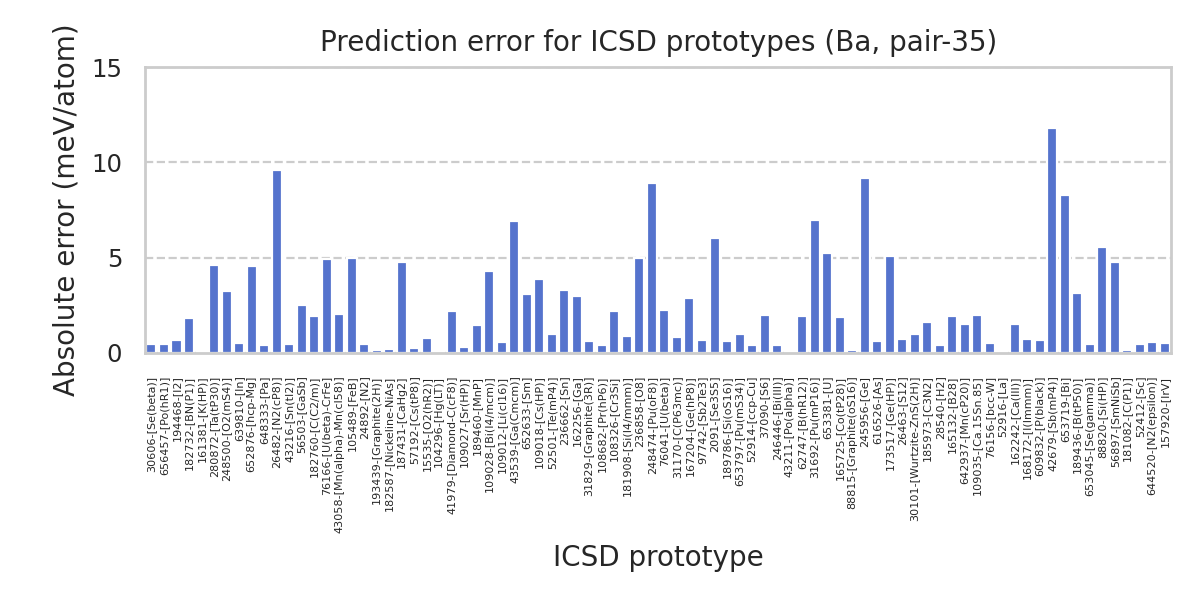 Prediction error for ICSD prototypes (Ba, pair-35)
Absolute error (meV/atom)
15
10
5
0
30606-[Se(beta)]
656457-[Po(hR1)]
194468-[I2]
182732-[BN(P1)]
161381-[K(HP)]
280872-[Ta(tP30)]
248500-[O2(mS4)]
639810-[In]
652876-[hcp-Mg]
648333-[Pa]
26482-[N2(cP8)]
43216-[Sn(tI2)]
56503-[GaSb]
182760-[C(C2/m)]
76166-[U(beta)-CrFe]
43058-[Mn(alpha)-Mn(cI58)]
105489-[FeB]
24892-[N2]
193439-[Graphite(2H)]
182587-[Nickeline-NiAs]
187431-[CaHg2]
57192-[Cs(tP8)]
15535-[O2(hR2)]
104296-[Hg(LT)]
41979-[Diamond-C(cF8)]
109027-[Sr(HP)]
189460-[MnP]
109028-[Bi(I4/mcm)]
109012-[Li(cI16)]
43539-[Ga(Cmcm)]
652633-[Sm]
109018-[Cs(HP)]
52501-[Te(mP4)]
236662-[Sn]
162256-[Ga]
31829-[Graphite(3R)]
108682-[Pr(hP6)]
108326-[Cr3Si]
181908-[Si(I4/mmm)]
236858-[O8]
248474-[Pu(oF8)]
76041-[U(beta)]
31170-[C(P63mc)]
167204-[Ge(hP8)]
97742-[Sb2Te3]
2091-[Se3S5]
189786-[Si(oS16)]
653797-[Pu(mS34)]
52914-[ccp-Cu]
37090-[S6]
246446-[Bi(III)]
43211-[Po(alpha)]
62747-[B(hR12)]
31692-[Pu(mP16)]
653381-[U]
165725-[Co(tP28)]
88815-[Graphite(oS16)]
245956-[Ge]
616526-[As]
173517-[Ge(HP)]
26463-[S12]
30101-[Wurtzite-ZnS(2H)]
185973-[C3N2]
28540-[H2]
165132-[B28]
642937-[Mn(cP20)]
109035-[Ca.15Sn.85]
76156-[bcc-W]
52916-[La]
162242-[Ca(III)]
168172-[I(Immm)]
609832-[P(black)]
42679-[Sb(mP4)]
653719-[Bi]
189436-[B(tP50)]
653045-[Se(gamma)]
88820-[Si(HP)]
56897-[SmNiSb]
181082-[C(P1)]
52412-[Sc]
644520-[N2(epsilon)]
157920-[IrV]
ICSD prototype